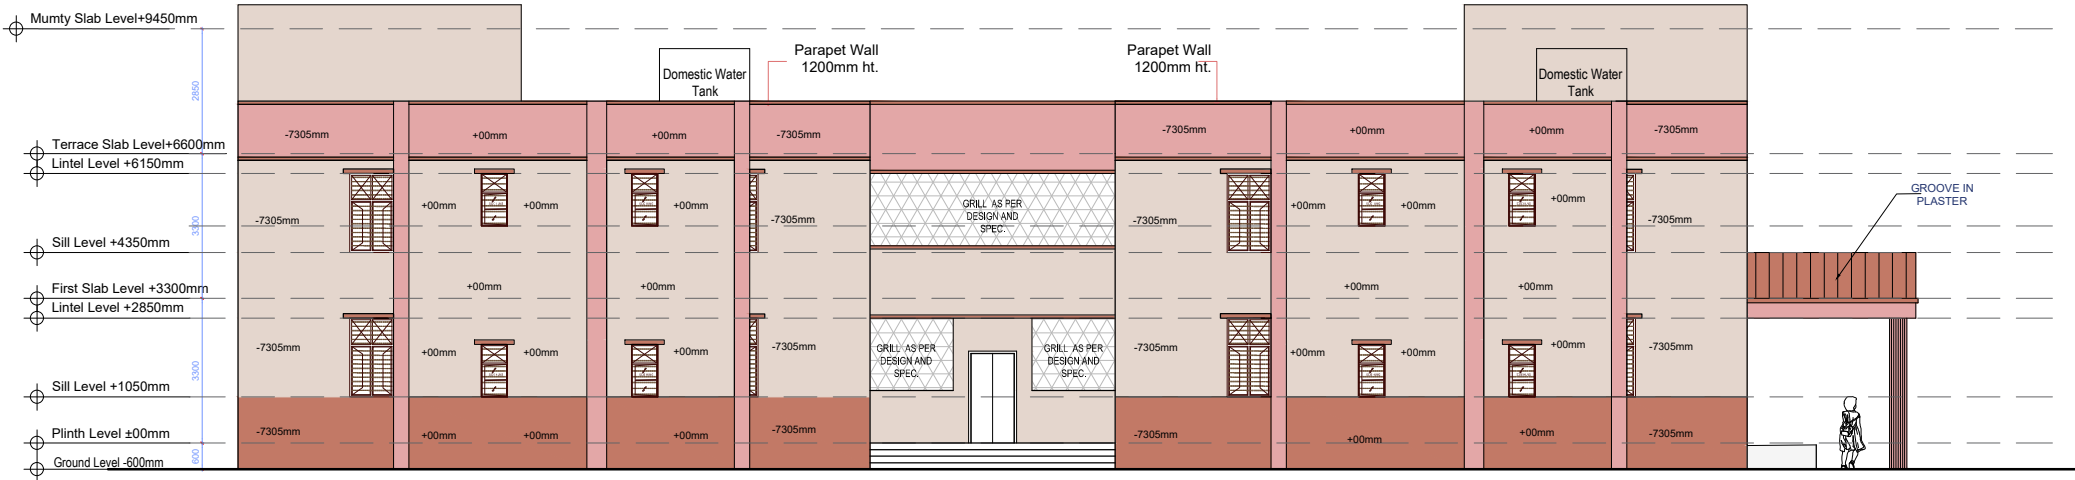 Mumty Slab Level+9450mm
Parapet Wall
1200mm ht.
Parapet Wall
1200mm ht.
Domestic Water
Tank
Domestic Water
Tank
2850
-7305mm
+00mm
+00mm
-7305mm
-7305mm
+00mm
+00mm
-7305mm
Terrace Slab Level+6600mm
Lintel Level +6150mm
GROOVE IN
PLASTER
GRILL AS PER
DESIGN AND
SPEC.
-7305mm
+00mm
+00mm
+00mm
-7305mm
-7305mm
+00mm
+00mm
+00mm
-7305mm
3300
Sill Level +4350mm
First Slab Level +3300mm
+00mm
+00mm
+00mm
+00mm
Lintel Level +2850mm
GRILL AS PER
DESIGN AND
SPEC.
GRILL AS PER
DESIGN AND
SPEC.
-7305mm
+00mm
+00mm
+00mm
-7305mm
-7305mm
+00mm
+00mm
+00mm
-7305mm
3300
Sill Level +1050mm
Plinth Level ±00mm
-7305mm
+00mm
+00mm
+00mm
-7305mm
-7305mm
+00mm
+00mm
-7305mm
600
Ground Level -600mm